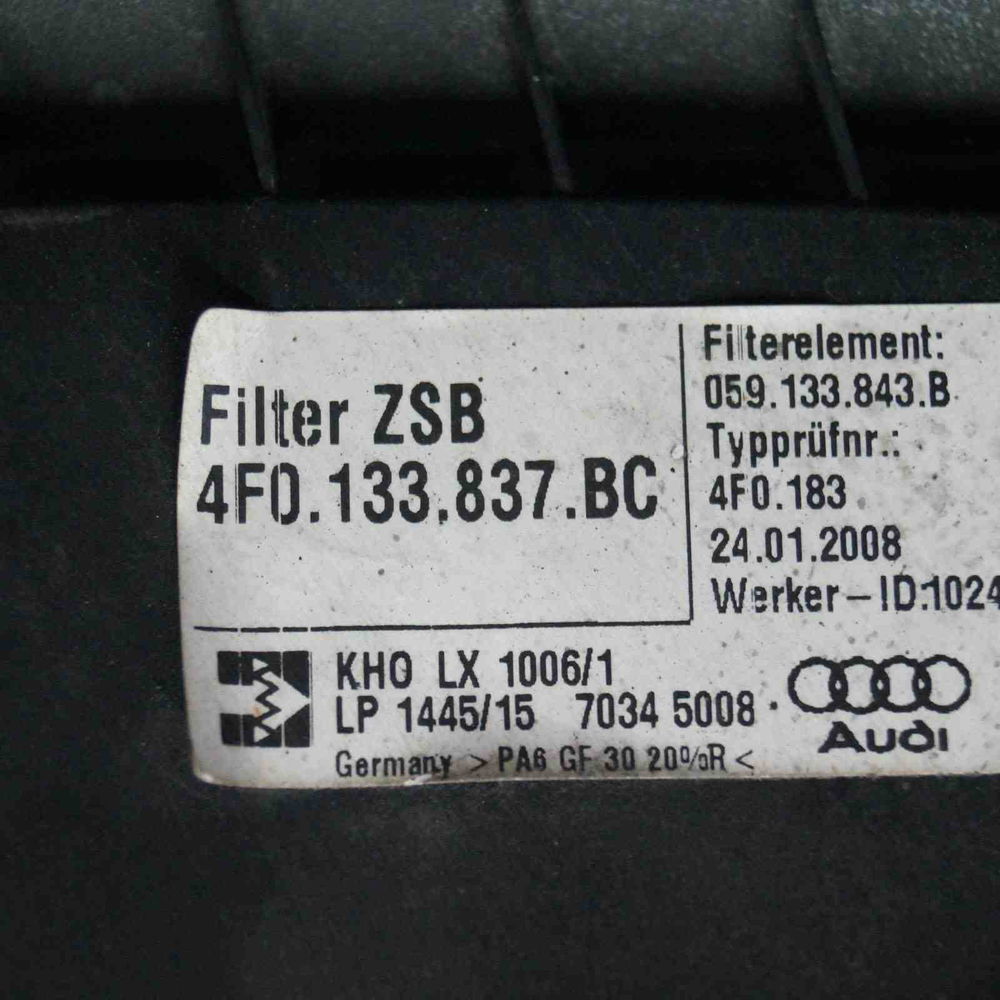 Filter ZSB
4F0.133.837.BC
Filterelement:
059.133.843.B
Typprüfnr.:
4F0.183
24.01.2008
Werker-ID:1024
KHO LX 1006/1
LP 1445/15 7034 5008
Germany >PA6 GF 30 20%R<
Audi